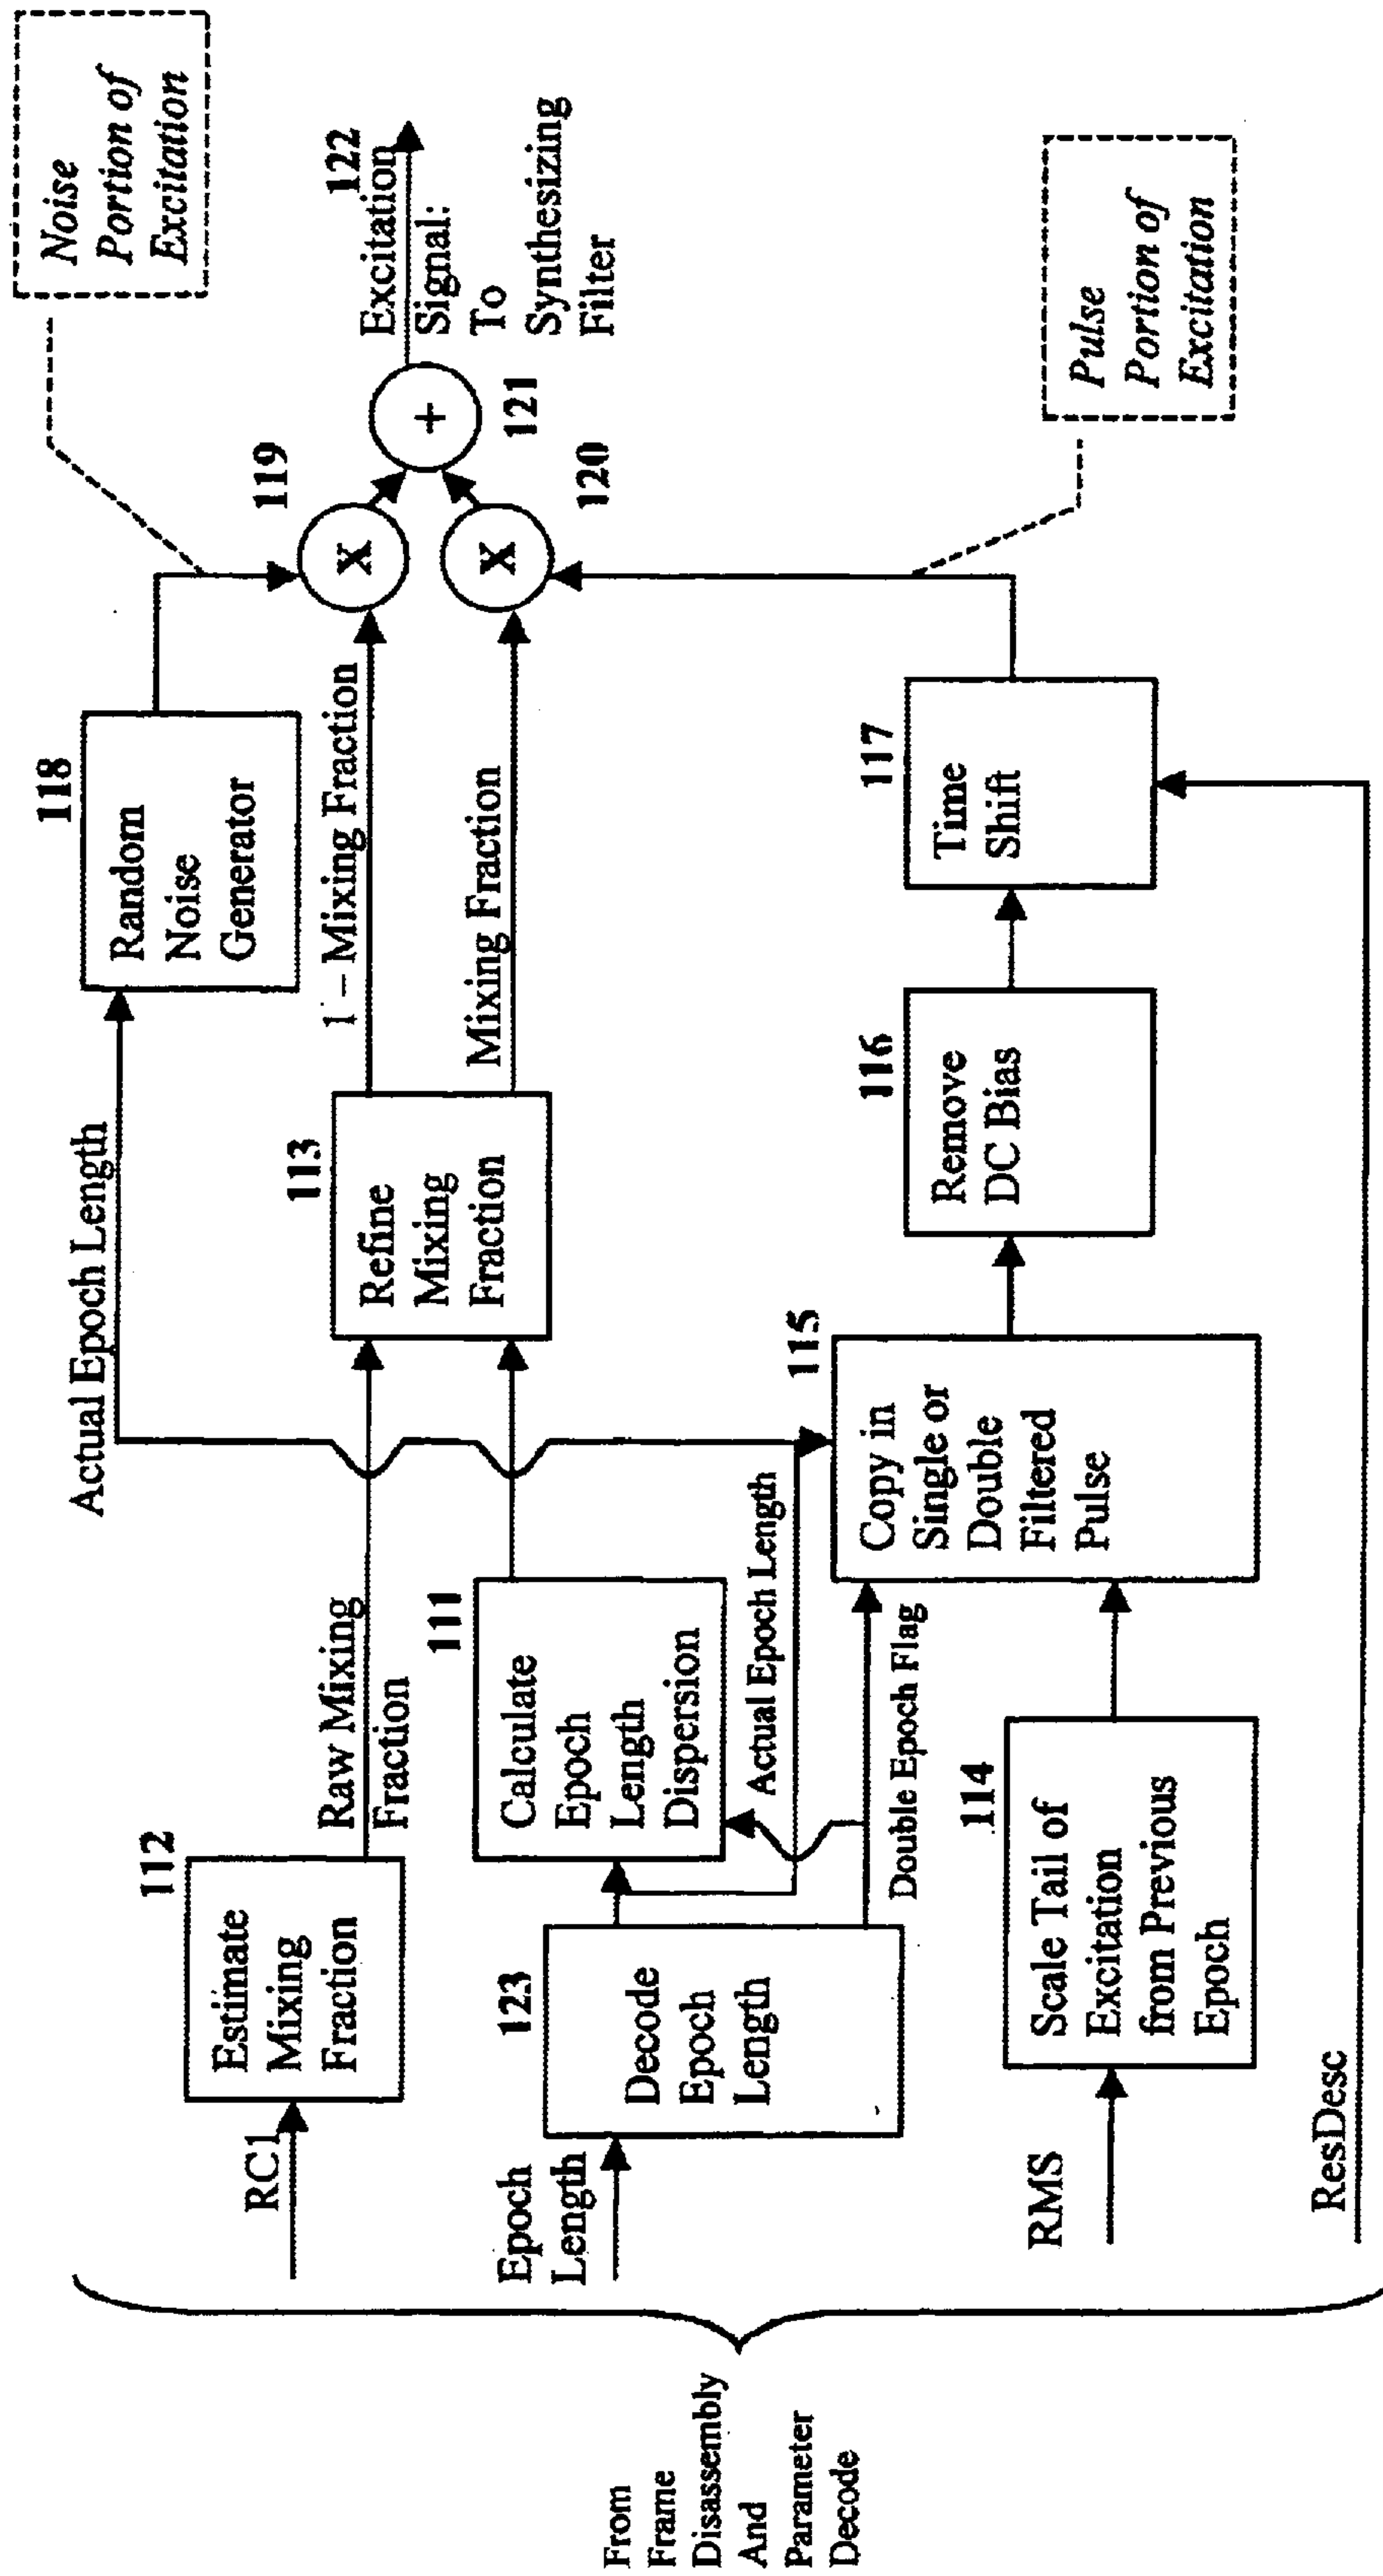 From
Frame
Disassembly
And
Parameter
Decode
RC1
Epoch
Length
RMS
ResDesc
112
Estimate
Mixing
Fraction
123
Decode
Epoch
Length
114
Scale Tail of
Excitation
from Previous
Epoch
Raw Mixing
Fraction
111
Calculate
Epoch
Length
Dispersion
Actual Epoch Length
Double Epoch Flag
Actual Epoch Length
115
Copy in
Single or
Double
Filtered
Pulse
113
Refine
Mixing
Fraction
116
Remove
DC Bias
118
Random
Noise
Generator
1 – Mixing Fraction
Mixing Fraction
117
Time
Shift
119
X
X
120
+
121
122
Excitation
Signal:
To
Synthesizing
Filter
Noise
Portion of
Excitation
Pulse
Portion of
Excitation